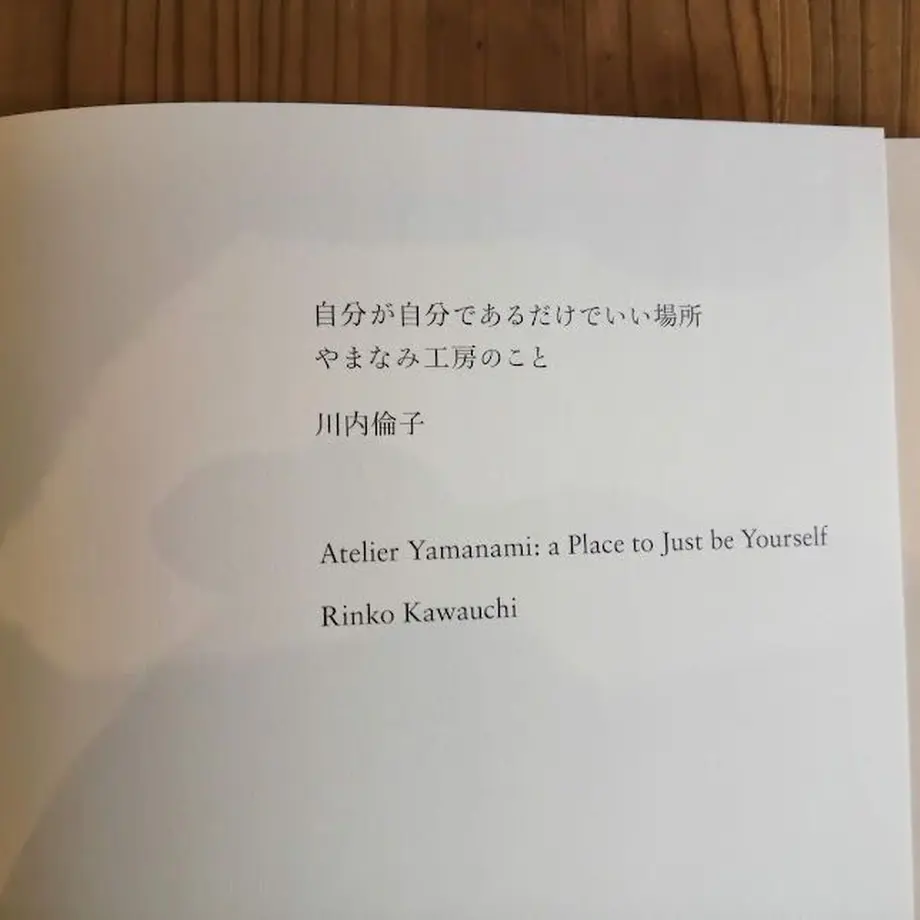 自分が自分であるだけでいい場所
やまなみ工房のこと
川内倫子
Atelier Yamanami: a Place to Just be Yourself
Rinko Kawauchi